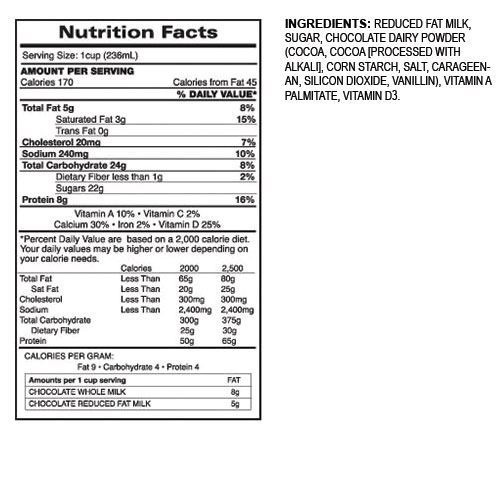 Nutrition Facts
Serving Size: 1cup (236mL)
AMOUNT PER SERVING
Calories 170 Calories from Fat 45
% DAILY VALUE*
Total Fat 5g 8%
Saturated Fat 3g 15%
Trans Fat 0g
Cholesterol 20mg 7%
Sodium 240mg 10%
Total Carbohydrate 24g 8%
Dietary Fiber less than 1g 2%
Sugars 22g
Protein 8g 16%
Vitamin A 10% • Vitamin C 2%
Calcium 30% • Iron 2% • Vitamin D 25%
*Percent Daily Value are based on a 2,000 calorie diet.
Your daily values may be higher or lower depending on
your calorie needs.
Calories 2000 2,500
Total Fat Less Than 65g 80g
Sat Fat Less Than 20g 25g
Cholesterol Less Than 300mg 300mg
Sodium Less Than 2,400mg 2,400mg
Total Carbohydrate 300g 375g
Dietary Fiber 25g 30g
Protein 50g 65g
CALORIES PER GRAM:
Fat 9 • Carbohydrate 4 • Protein 4
Amounts per 1 cup serving FAT
CHOCOLATE WHOLE MILK 8g
CHOCOLATE REDUCED FAT MILK 5g
INGREDIENTS: REDUCED FAT MILK,
SUGAR, CHOCOLATE DAIRY POWDER
(COCOA, COCOA [PROCESSED WITH
ALKALI], CORN STARCH, SALT, CARAGEEN-
AN, SILICON DIOXIDE, VANILLIN), VITAMIN A
PALMITATE, VITAMIN D3.